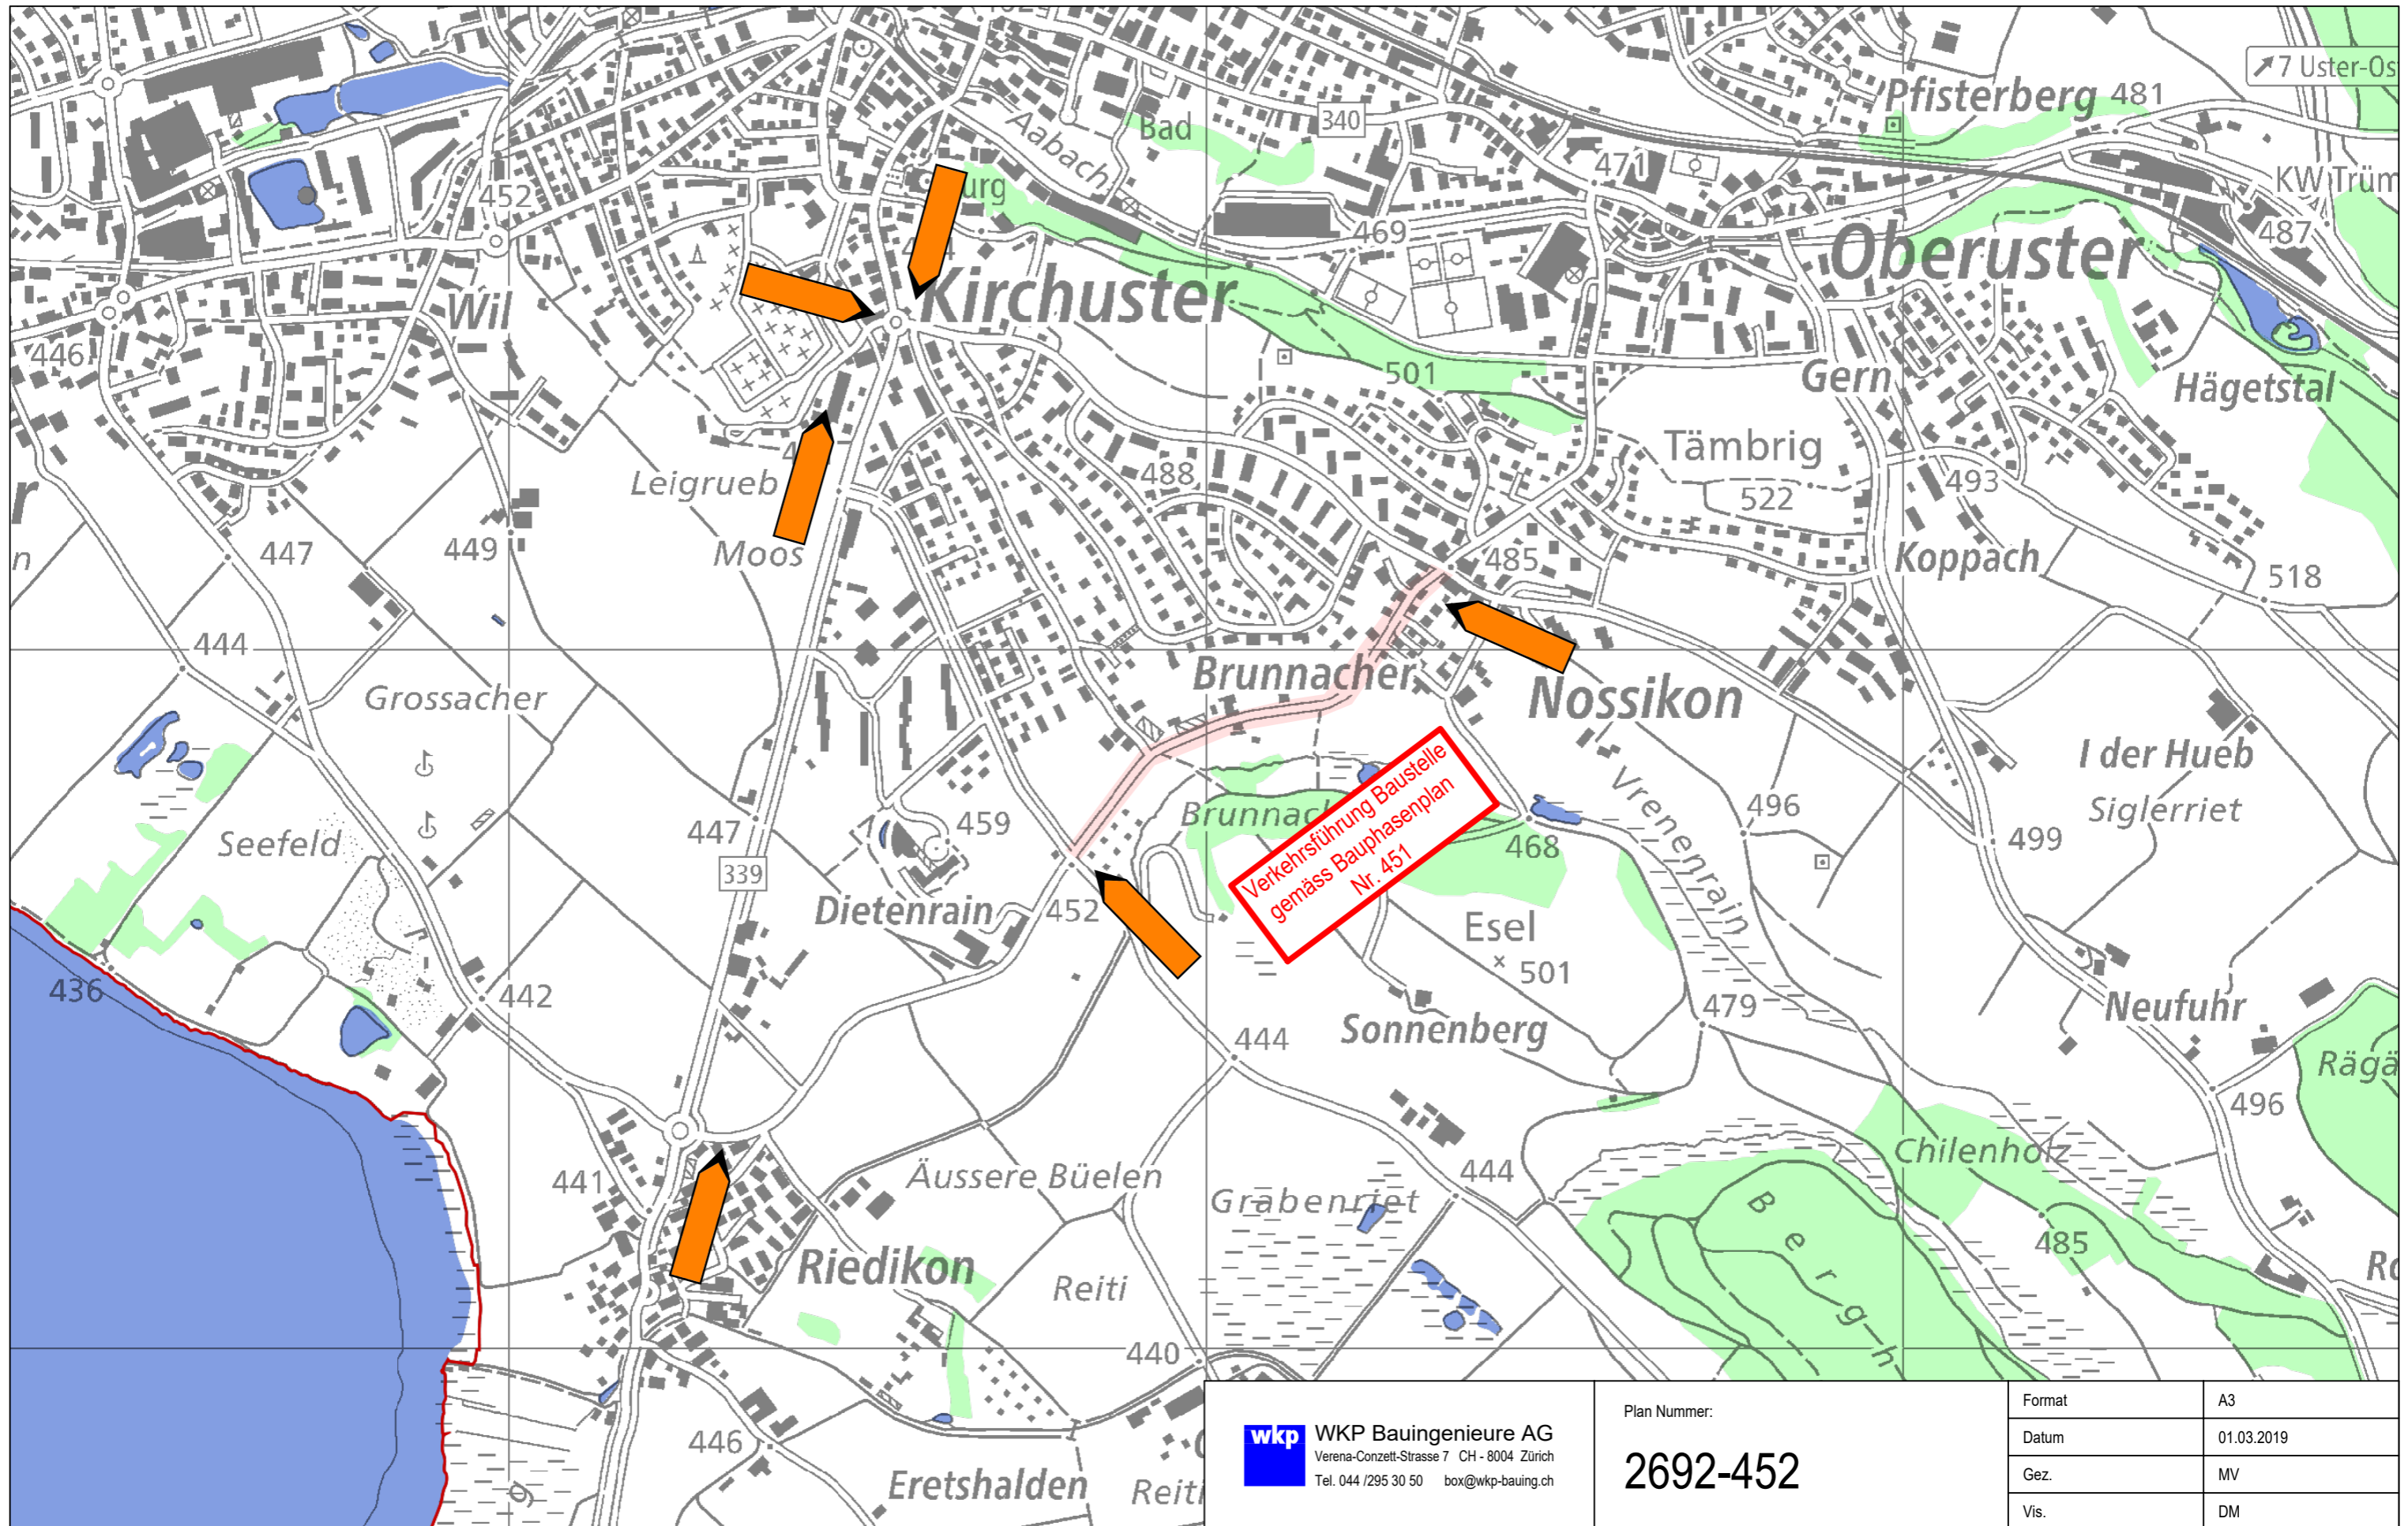 7 Uster-Os
Pfisterberg 481
340
Bad
Aabach
471
KW Trüm
452
urg
469
Oberuster
487
Kirchuster
Wil
446
501
Gern
Hägetstal
Tämbrig
Leigrueb
488
522
493
r
n
447
449
Moos
485
Koppach
518
444
Grossacher
Brunnacher
Nossikon
I der Hueb
Siglerriet
Vrenenrain
496
447
459
Brunnac
468
499
Seefeld
339
Verkehrsführung Baustelle
gemäss Bauphasenplan
Nr. 451
Dietenrain
452
Esel
501
436
442
444
Sonnenberg
479
Neufuhr
Rägä
496
441
Äussere Büelen
Grabenriet
444
Chilenholz
Bergh
485
Riedikon
Reiti
Ro
440
446
Eretshalden
Reiti
g
wkp
WKP Bauingenieure AG
Verena-Conzett-Strasse 7 CH - 8004 Zürich
Tel. 044 /295 30 50 box@wkp-bauing.ch
Plan Nummer:
2692-452
Format A3
Datum 01.03.2019
Gez. MV
Vis. DM